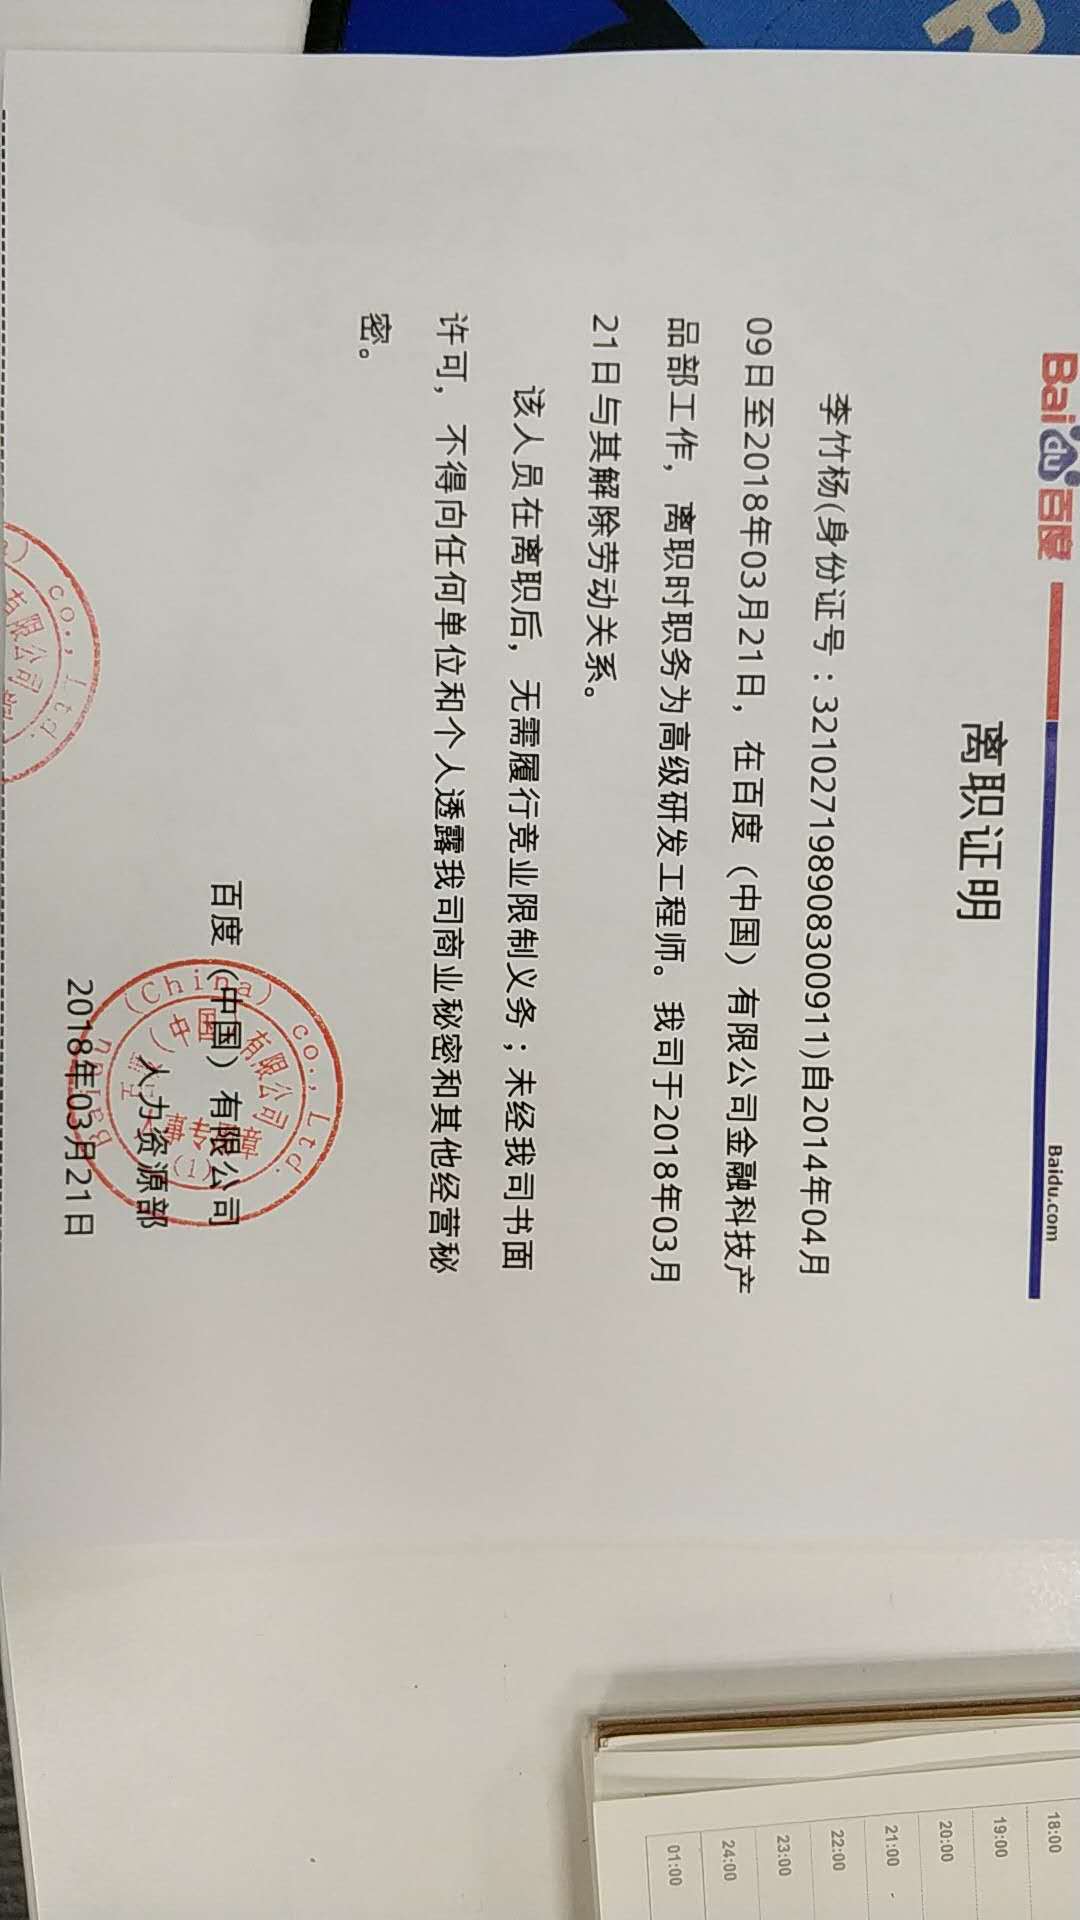 Baidu百度
Baidu.com
离职证明
李竹杨(身份证号：321027198908300911)自2014年04月
09日至2018年03月21日，在百度（中国）有限公司金融科技产
品部工作，离职时职务为高级研发工程师。我司于2018年03月
21日与其解除劳动关系。
该人员在离职后，无需履行竞业限制义务；未经我司书面
许可，不得向任何单位和个人透露我司商业秘密和其他经营秘
密。
百度（中国）有限公司
人力资源部
2018年03月21日
Baidu (China) co., Ltd.
百度（中国）有限公司
人事专用章
(1)
co., Ltd.
有限公司
18:00
19:00
20:00
21:00
22:00
23:00
24:00
01:00
R